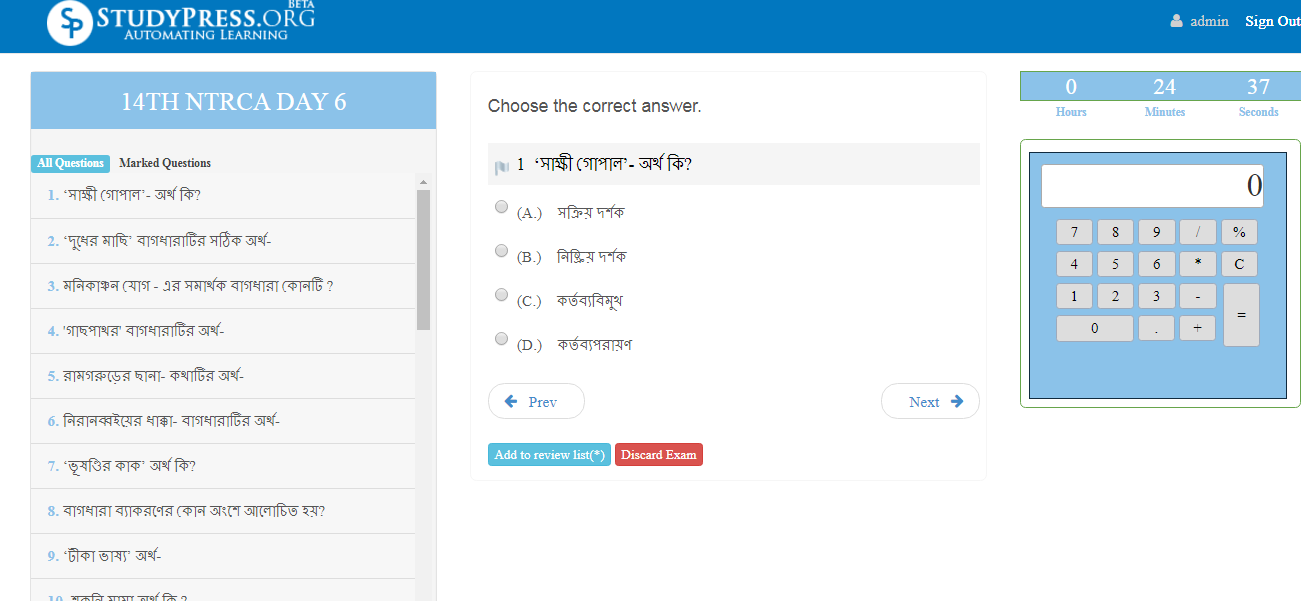 BETA
SP STUDYPRESS.ORG
AUTOMATING LEARNING
admin Sign Out
14TH NTRCA DAY 6
All Questions Marked Questions
1. ‘সাক্ষী গোপাল’- অর্থ কি?
2. ‘দুধের মাছি’ বাগধারাটির সঠিক অর্থ-
3. মনিকাঞ্চন যোগ - এর সমার্থক বাগধারা কোনটি ?
4. 'গাছপাথর' বাগধারাটির অর্থ-
5. রামগরুড়ের ছানা- কথাটির অর্থ-
6. নিরানব্বইয়ের ধাক্কা- বাগধারাটির অর্থ-
7. ‘ভূষণ্ডির কাক’ অর্থ কি?
8. বাগধারা ব্যাকরণের কোন অংশে আলোচিত হয়?
9. ‘টীকা ভাষ্য’ অর্থ-
10. শকুনি মামা অর্থ কি ?
Choose the correct answer.
1 ‘সাক্ষী গোপাল’- অর্থ কি?
(A.) সক্রিয় দর্শক
(B.) নিষ্ক্রিয় দর্শক
(C.) কর্তব্যবিমুখ
(D.) কর্তব্যপরায়ণ
Prev Next
Add to review list(*) Discard Exam
0 24 37
Hours Minutes Seconds
0
7 8 9 / %
4 5 6 * C
1 2 3 - =
0 . +